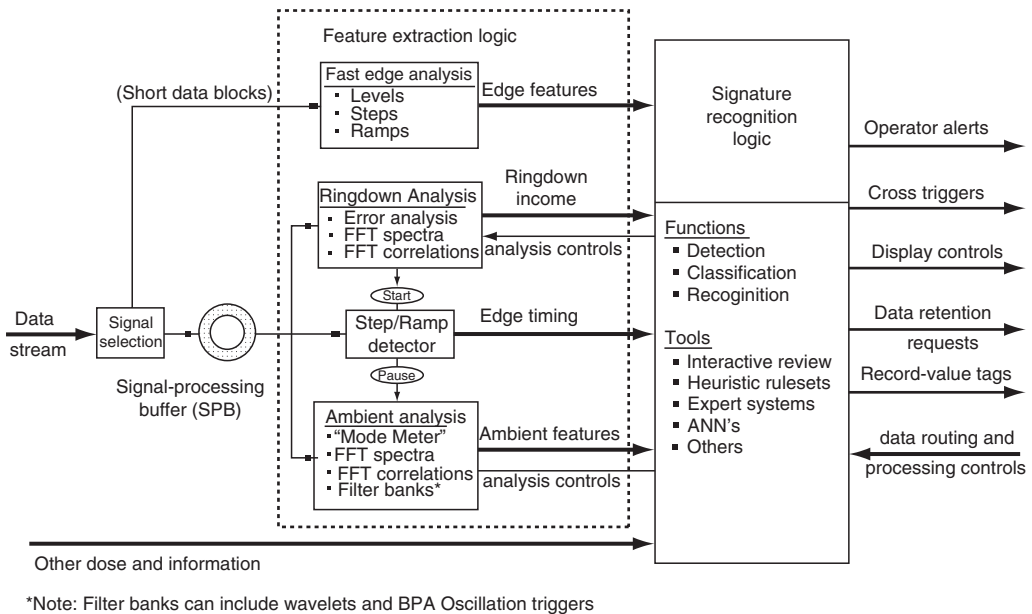 Feature extraction logic
Fast edge analysis
▪ Levels
▪ Steps
▪ Ramps
(Short data blocks)
Edge features
Signature
recognition
logic
Operator alerts
Ringdown Analysis
▪ Error analysis
▪ FFT spectra
▪ FFT correlations
Ringdown
income
analysis controls
Cross triggers
Functions
▪ Detection
▪ Classification
▪ Recoginition
Display controls
Start
Data
stream
Signal
selection
Signal-processing
buffer (SPB)
Step/Ramp
detector
Edge timing
Data retention
requests
Tools
▪ Interactive review
▪ Heuristic rulesets
▪ Expert systems
▪ ANN's
▪ Others
Pause
Record-value tags
Ambient analysis
▪ “Mode Meter”
▪ FFT spectra
▪ FFT correlations
▪ Filter banks*
Ambient features
analysis controls
data routing and
processing controls
Other dose and information
*Note: Filter banks can include wavelets and BPA Oscillation triggers